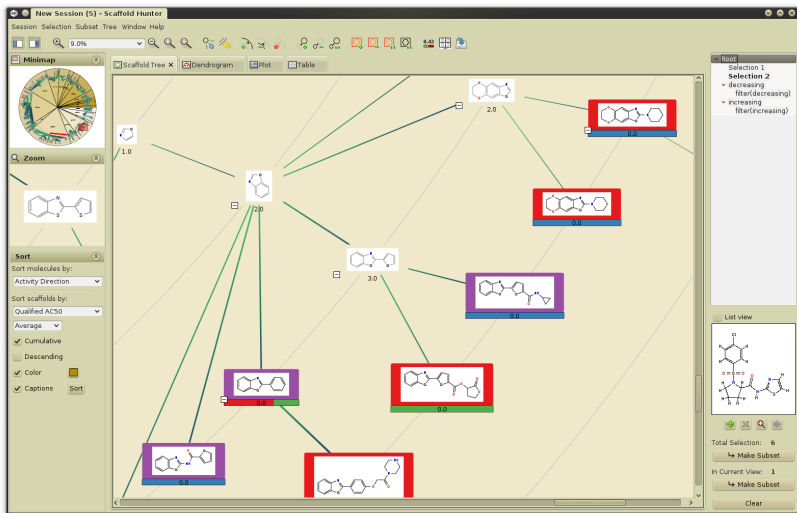 New Session (5) - Scaffold Hunter
Session Selection Subset Tree Window Help
9.0%
6.42
Minimap
Zoom
Sort
Sort molecules by:
Activity Direction
Sort scaffolds by:
Qualified AC50
Average
Cumulative
Descending
Color
Captions Sort
Scaffold Tree
Dendrogram
Plot
Table
1.0
2.0
2.0
0.0
0.0
3.0
0.0
0.0
0.0
0.0
Root
Selection 1
Selection 2
decreasing
filter(decreasing)
increasing
filter(increasing)
List view
Total Selection: 6
Make Subset
In Current View: 1
Make Subset
Clear